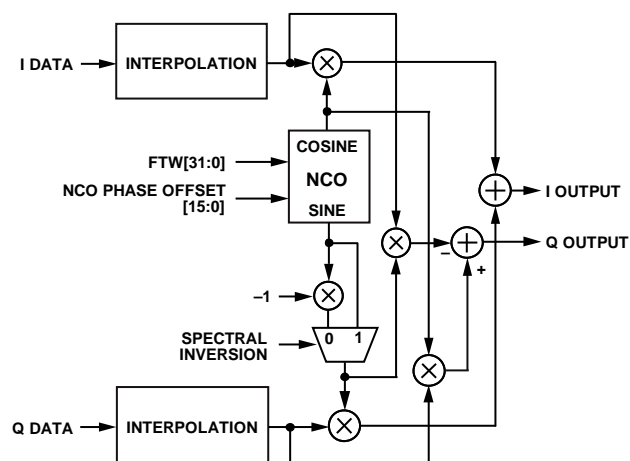 I DATA
INTERPOLATION
COSINE
FTW[31:0]
NCO
NCO PHASE OFFSET
[15:0]
SINE
I OUTPUT
Q OUTPUT
–
+
–1
0 1
SPECTRAL
INVERSION
Q DATA
INTERPOLATION